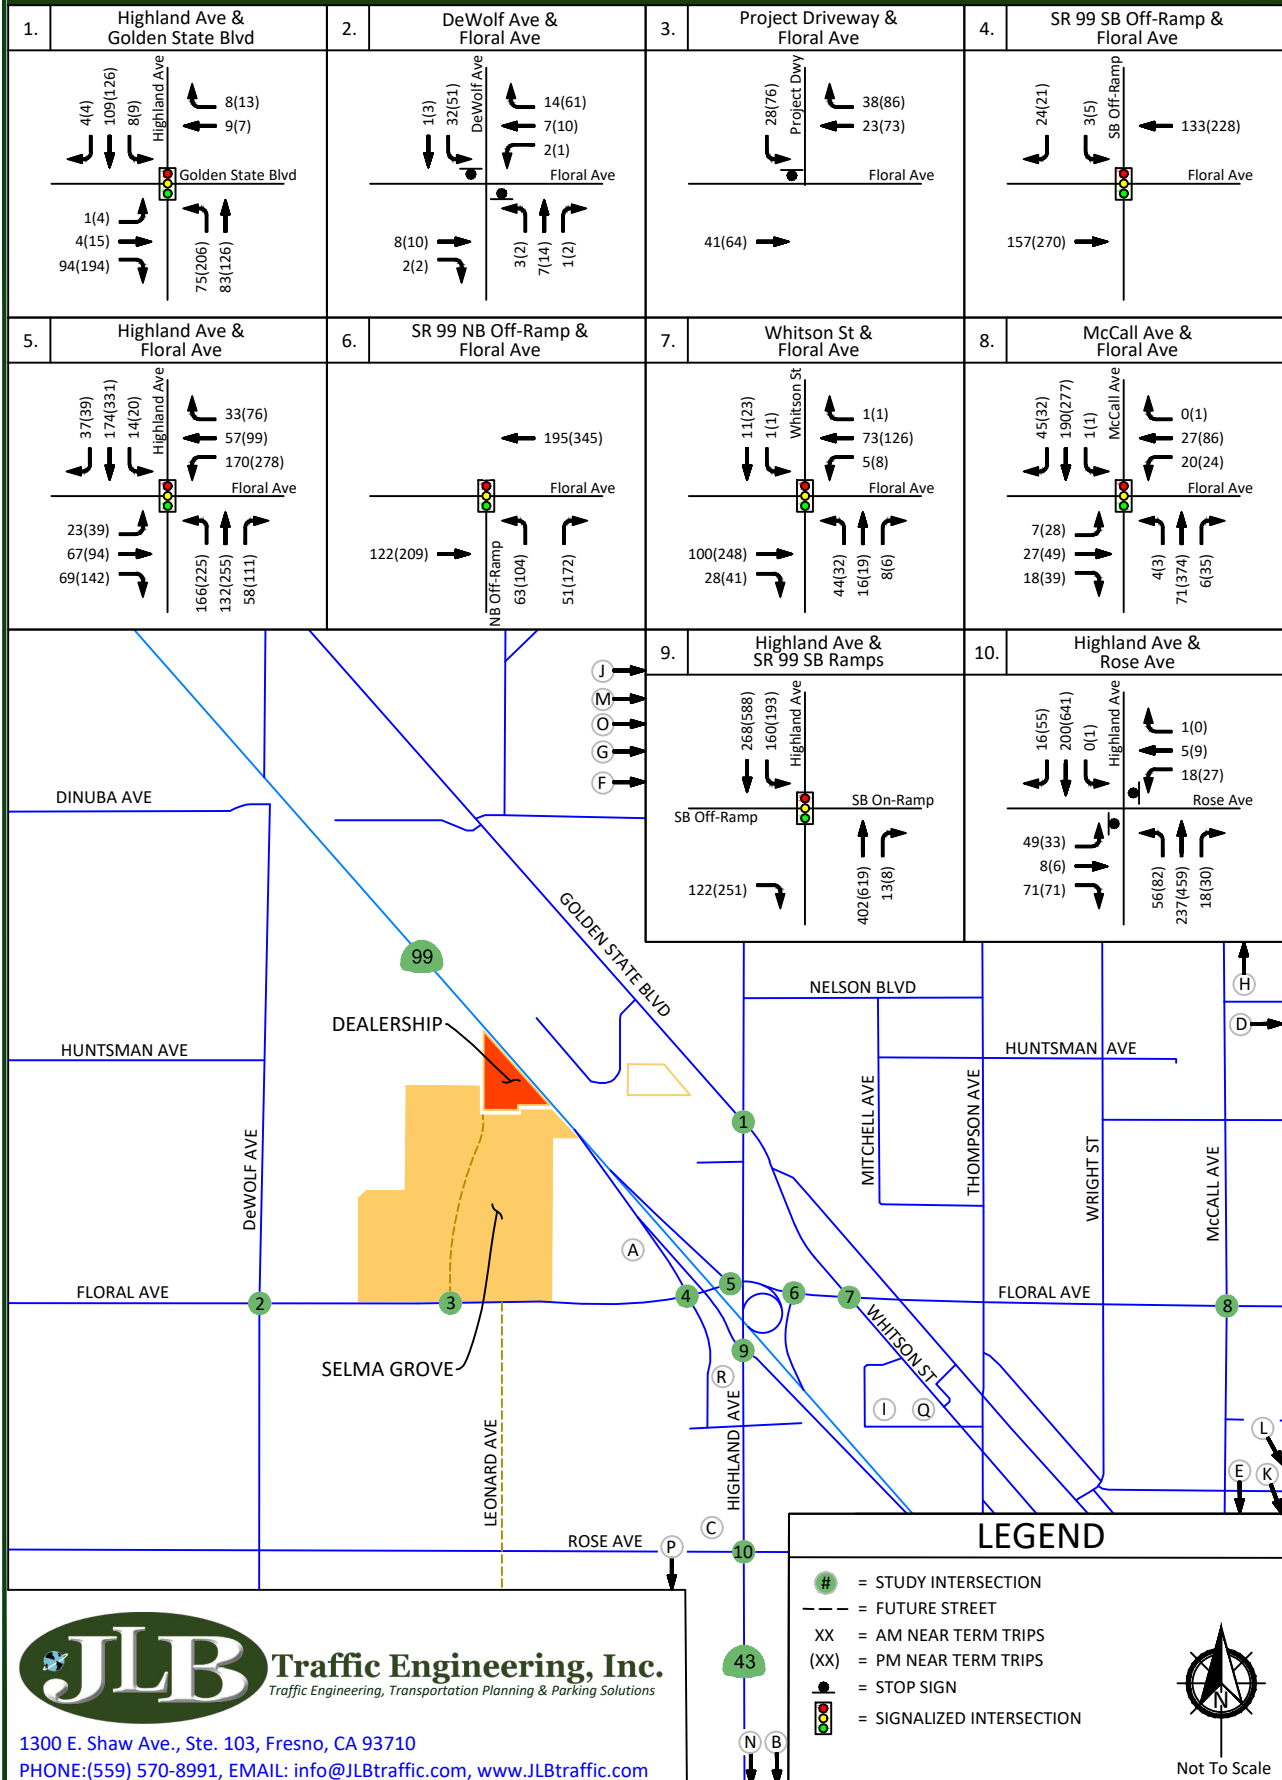 1.
Highland Ave &
Golden State Blvd
4(4)
109(126)
8(9)
Highland Ave
8(13)
9(7)
Golden State Blvd
1(4)
4(15)
94(194)
75(206)
83(126)
2.
DeWolf Ave &
Floral Ave
1(3)
32(51)
DeWolf Ave
14(61)
7(10)
2(1)
Floral Ave
8(10)
2(2)
3(2)
7(14)
1(2)
3.
Project Driveway &
Floral Ave
28(76)
Project Dwy
38(86)
23(73)
Floral Ave
41(64)
4.
SR 99 SB Off-Ramp &
Floral Ave
24(21)
3(5)
SB Off-Ramp
133(228)
Floral Ave
157(270)
5.
Highland Ave &
Floral Ave
37(39)
174(331)
14(20)
Highland Ave
33(76)
57(99)
170(278)
Floral Ave
23(39)
67(94)
69(142)
166(225)
132(255)
58(111)
6.
SR 99 NB Off-Ramp &
Floral Ave
195(345)
Floral Ave
122(209)
NB Off-Ramp
63(104)
51(172)
7.
Whitson St &
Floral Ave
11(23)
1(1)
Whitson St
1(1)
73(126)
5(8)
Floral Ave
100(248)
28(41)
44(32)
16(19)
8(6)
8.
McCall Ave &
Floral Ave
45(32)
190(277)
1(1)
McCall Ave
0(1)
27(86)
20(24)
Floral Ave
7(28)
27(49)
18(39)
4(3)
71(374)
6(35)
9.
Highland Ave &
SR 99 SB Ramps
268(588)
160(193)
Highland Ave
SB On-Ramp
SB Off-Ramp
122(251)
402(619)
13(8)
10.
Highland Ave &
Rose Ave
16(55)
200(641)
0(1)
Highland Ave
1(0)
5(9)
18(27)
Rose Ave
49(33)
8(6)
71(71)
56(82)
237(459)
18(30)
J
M
O
G
F
DINUBA AVE
GOLDEN STATE BLVD
99
NELSON BLVD
H
D
DEALERSHIP
HUNTSMAN AVE
HUNTSMAN AVE
MITCHELL AVE
THOMPSON AVE
WRIGHT ST
McCALL AVE
DeWOLF AVE
1
A
FLORAL AVE
2
3
4
5
6
7
FLORAL AVE
8
9
WHITSON ST
SELMA GROVE
R
HIGHLAND AVE
I
Q
L
E
K
LEONARD AVE
C
ROSE AVE
P
10
43
N
B
LEGEND
# = STUDY INTERSECTION
= FUTURE STREET
XX = AM NEAR TERM TRIPS
(XX) = PM NEAR TERM TRIPS
= STOP SIGN
= SIGNALIZED INTERSECTION
N
Not To Scale
JLB
Traffic Engineering, Inc.
Traffic Engineering, Transportation Planning & Parking Solutions
1300 E. Shaw Ave., Ste. 103, Fresno, CA 93710
PHONE:(559) 570-8991, EMAIL: info@JLBtraffic.com, www.JLBtraffic.com